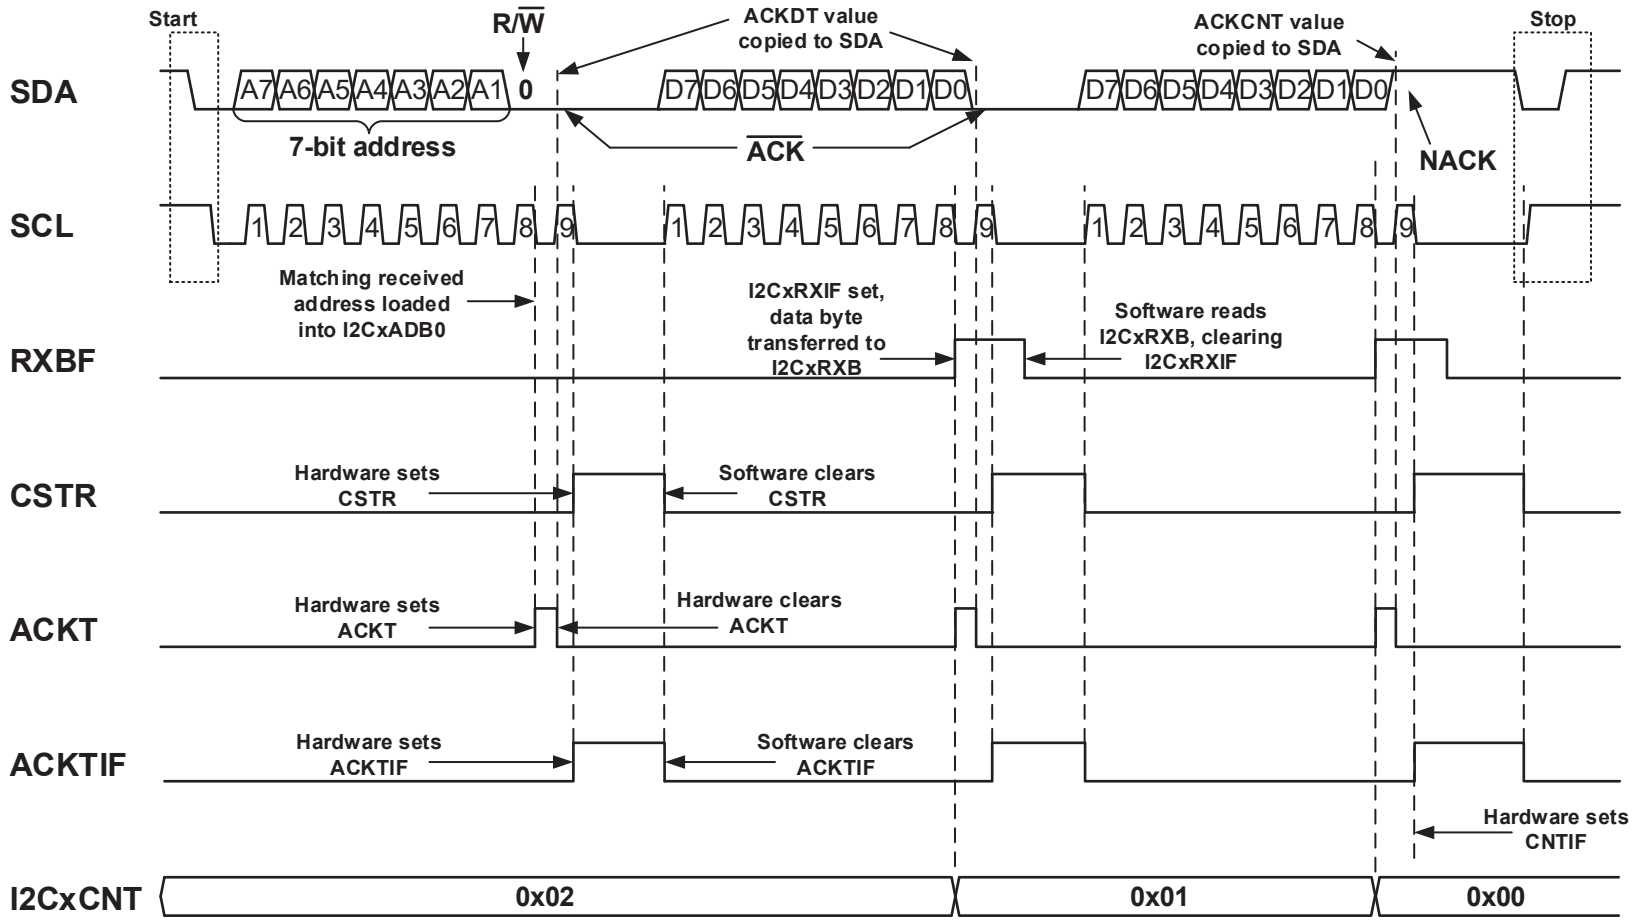 Start
R/W
ACKDT value
copied to SDA
ACKCNT value
copied to SDA
Stop
SDA
A7 A6 A5 A4 A3 A2 A1 0
D7 D6 D5 D4 D3 D2 D1 D0
D7 D6 D5 D4 D3 D2 D1 D0
7-bit address
ACK
NACK
SCL
1 2 3 4 5 6 7 8 9
1 2 3 4 5 6 7 8 9
1 2 3 4 5 6 7 8 9
Matching received
address loaded
into I2CxADB0
I2CxRXIF set,
data byte
transferred to
I2CxRXB
Software reads
I2CxRXB, clearing
I2CxRXIF
RXBF
Hardware sets
CSTR
Software clears
CSTR
CSTR
Hardware sets
ACKT
Hardware clears
ACKT
ACKT
Hardware sets
ACKTIF
Software clears
ACKTIF
ACKTIF
Hardware sets
CNTIF
I2CxCNT
0x02
0x01
0x00